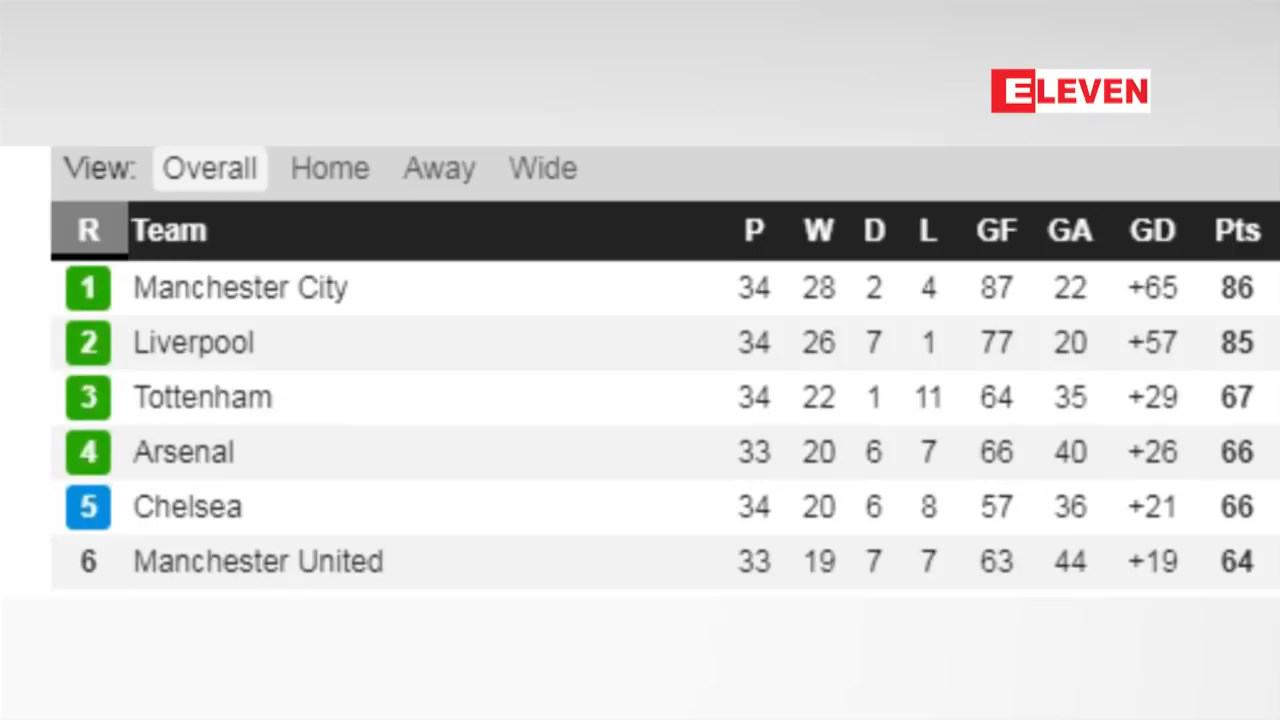 ELEVEN
View: Overall Home Away Wide
R Team P W D L GF GA GD Pts
1 Manchester City 34 28 2 4 87 22 +65 86
2 Liverpool 34 26 7 1 77 20 +57 85
3 Tottenham 34 22 1 11 64 35 +29 67
4 Arsenal 33 20 6 7 66 40 +26 66
5 Chelsea 34 20 6 8 57 36 +21 66
6 Manchester United 33 19 7 7 63 44 +19 64